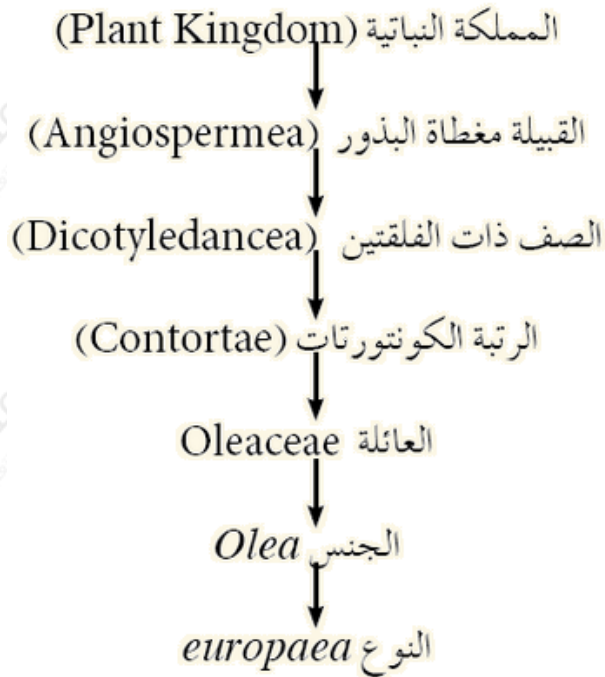 المملكة النباتية (Plant Kingdom)
القبيلة مغطاة البذور (Angiospermea)
الصف ذات الفلقتين (Dicotyledancea)
الرتبة الكونتورتات (Contortae)
العائلة Oleaceae
الجنس Olea
النوع europaea